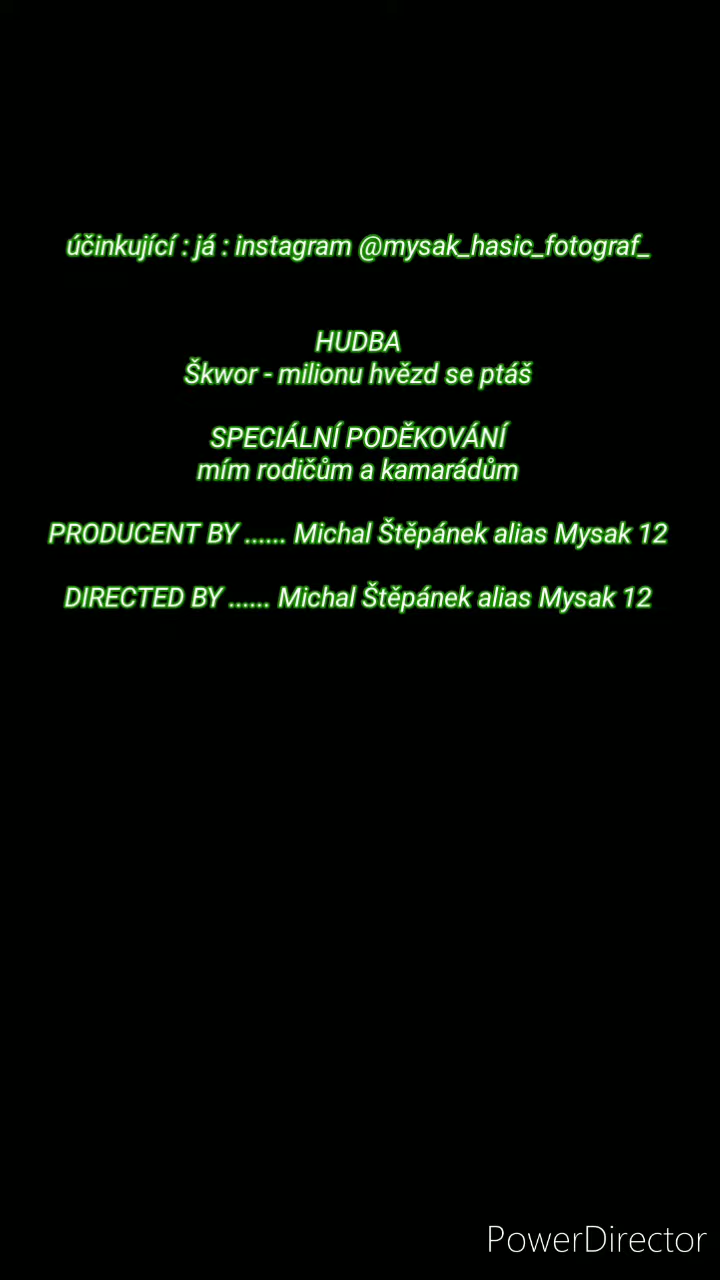 účinkující : já : instagram @mysak_hasic_fotograf_
HUDBA
Škwor - milionu hvězd se ptáš
SPECIÁLNÍ PODĚKOVÁNÍ
mím rodičům a kamarádům
PRODUCENT BY ...... Michal Štěpánek alias Mysak 12
DIRECTED BY ...... Michal Štěpánek alias Mysak 12
PowerDirector